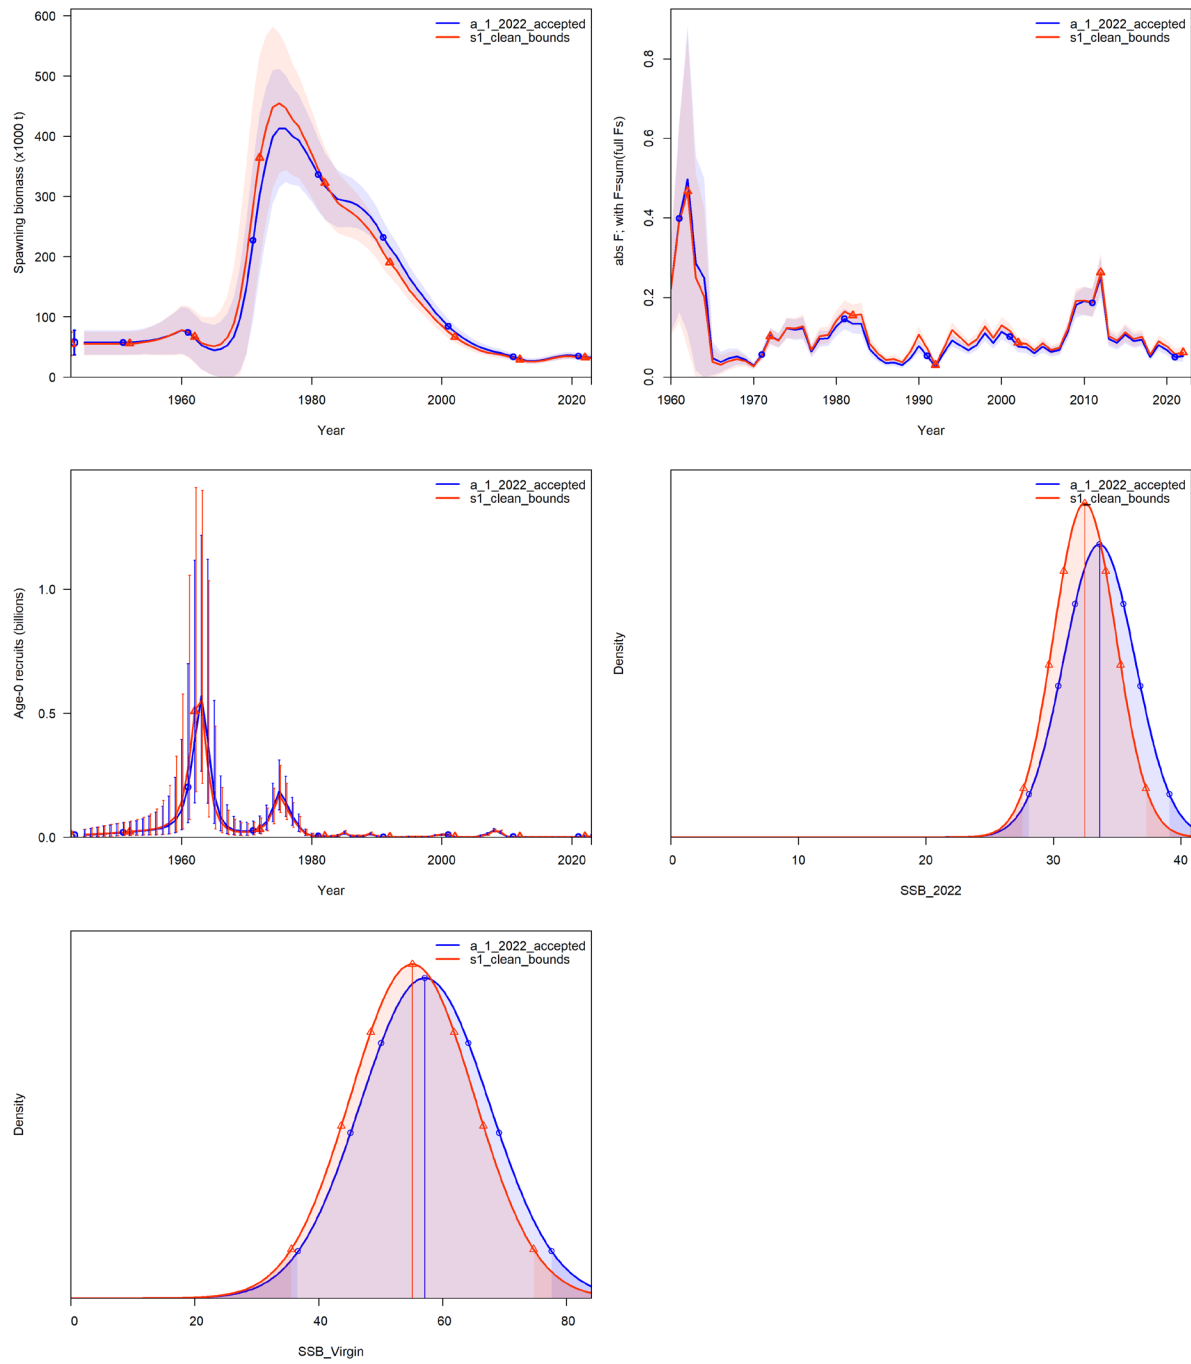 Spawning biomass (x1000 t)
600
500
400
300
200
100
0
1960
1980
2000
2020
Year
a_1_2022_accepted
s1_clean_bounds
abs F; with F=sum(full Fs)
0.8
0.6
0.4
0.2
0.0
1960
1970
1980
1990
2000
2010
2020
Year
a_1_2022_accepted
s1_clean_bounds
Age-0 recruits (billions)
1.0
0.5
0.0
1960
1980
2000
2020
Year
a_1_2022_accepted
s1_clean_bounds
Density
0
10
20
30
40
SSB_2022
a_1_2022_accepted
s1_clean_bounds
Density
0
20
40
60
80
SSB_Virgin
a_1_2022_accepted
s1_clean_bounds